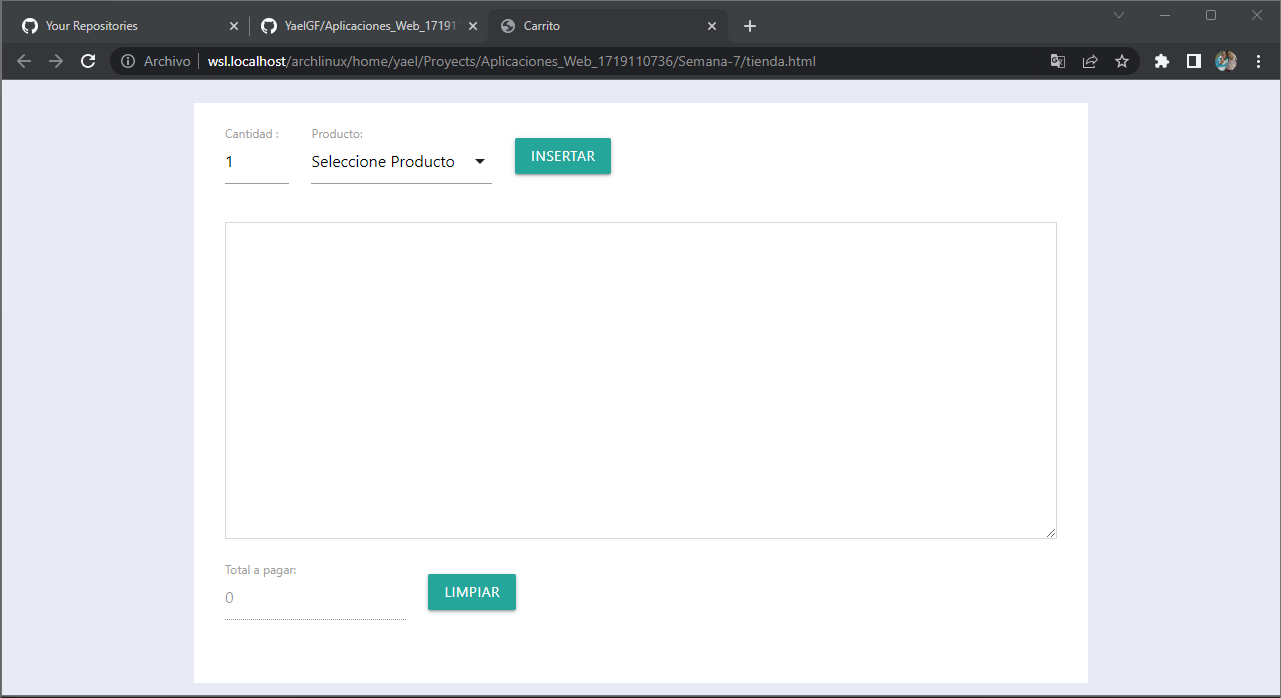 Your Repositories
YaelGF/Aplicaciones_Web_17191
Carrito
Archivo
wsl.localhost/archlinux/home/yael/Proyects/Aplicaciones_Web_1719110736/Semana-7/tienda.html
Cantidad :
Producto:
1
Seleccione Producto
INSERTAR
Total a pagar:
0
LIMPIAR